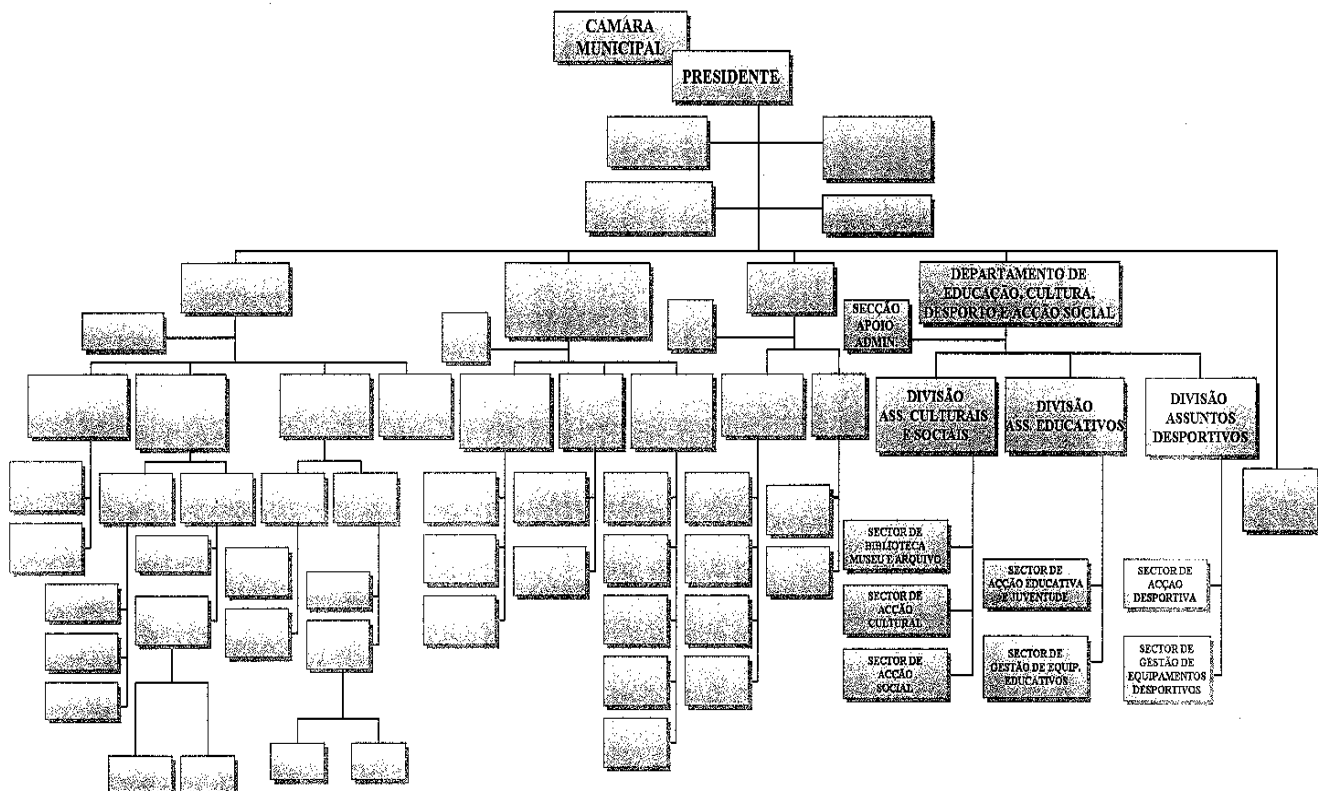 CAMÁRA
MUNICIPAL
PRESIDENTE
DEPARTAMENTO DE
EDUCAÇÃO, CULTURA,
DESPORTO E ACÇÃO SOCIAL
SECÇÃO
APOIO
ADMIN.
DIVISÃO
ASS. CULTURAIS
E SOCIAIS
DIVISÃO
ASS. EDUCATIVOS
DIVISÃO
ASSUNTOS
DESPORTIVOS
SECTOR DE
BIBLIOTECA
MUSEU E ARQUIVO
SECTOR DE
ACÇÃO
CULTURAL
SECTOR DE
ACÇÃO
SOCIAL
SECTOR DE
ACÇÃO EDUCATIVA
E JUVENTUDE
SECTOR DE
GESTÃO DE EQUIP.
EDUCATIVOS
SECTOR DE
ACÇAO
DESPORTIVA
SECTOR DE
GESTÃO DE
EQUIPAMENTOS
DESPORTIVOS